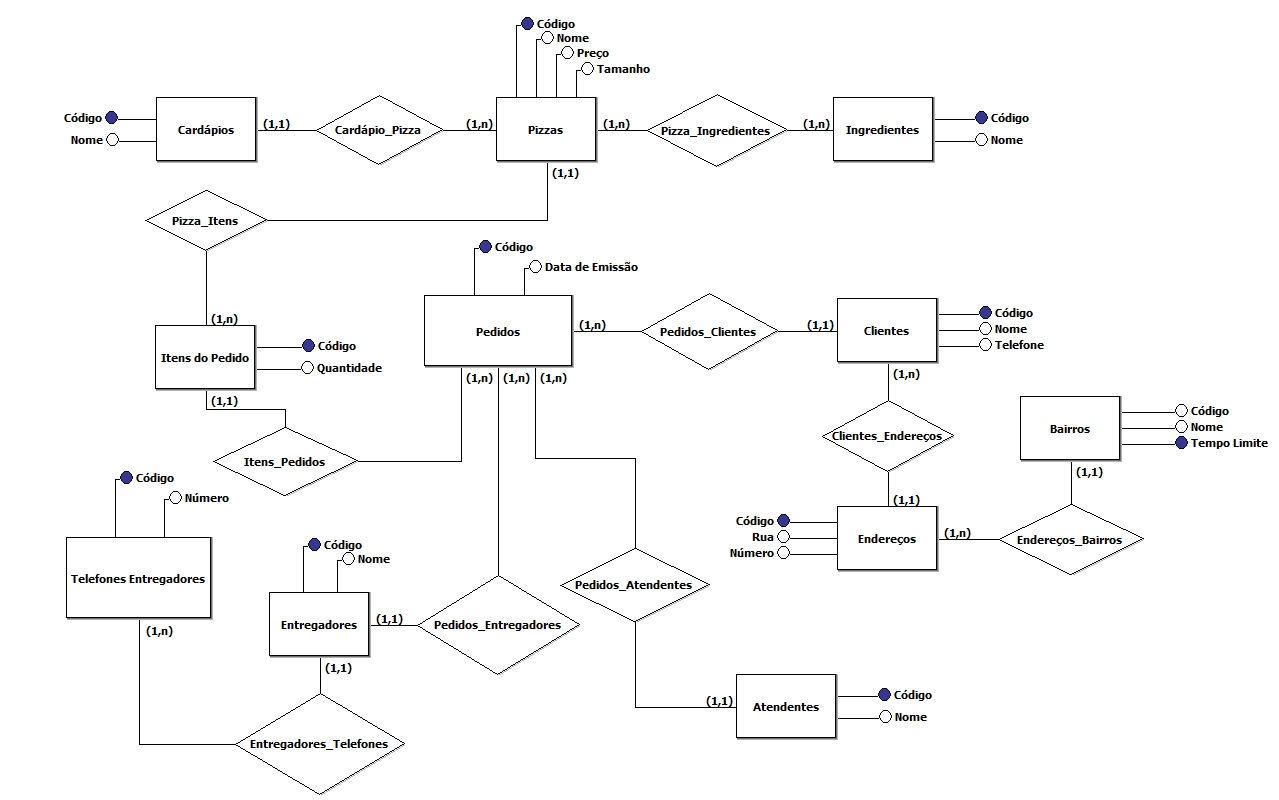 Código
Nome
Preço
Tamanho
Código
Nome
Cardápios
(1,1)
Cardápio_Pizza
(1,n)
Pizzas
(1,n)
Pizza_Ingredientes
(1,n)
Ingredientes
Código
Nome
(1,1)
Pizza_Itens
(1,n)
Itens do Pedido
Código
Quantidade
(1,1)
Itens_Pedidos
Código
Data de Emissão
Pedidos
(1,n)
Pedidos_Clientes
(1,1)
Clientes
Código
Nome
Telefone
(1,n)
(1,n)
(1,n)
(1,n)
Clientes_Endereços
(1,1)
Bairros
Código
Nome
Tempo Limite
(1,1)
Código
Rua
Número
Endereços
(1,n)
Endereços_Bairros
Código
Número
Telefones Entregadores
(1,n)
Código
Nome
Entregadores
(1,1)
Pedidos_Entregadores
Pedidos_Atendentes
(1,1)
Entregadores_Telefones
(1,1)
Atendentes
Código
Nome